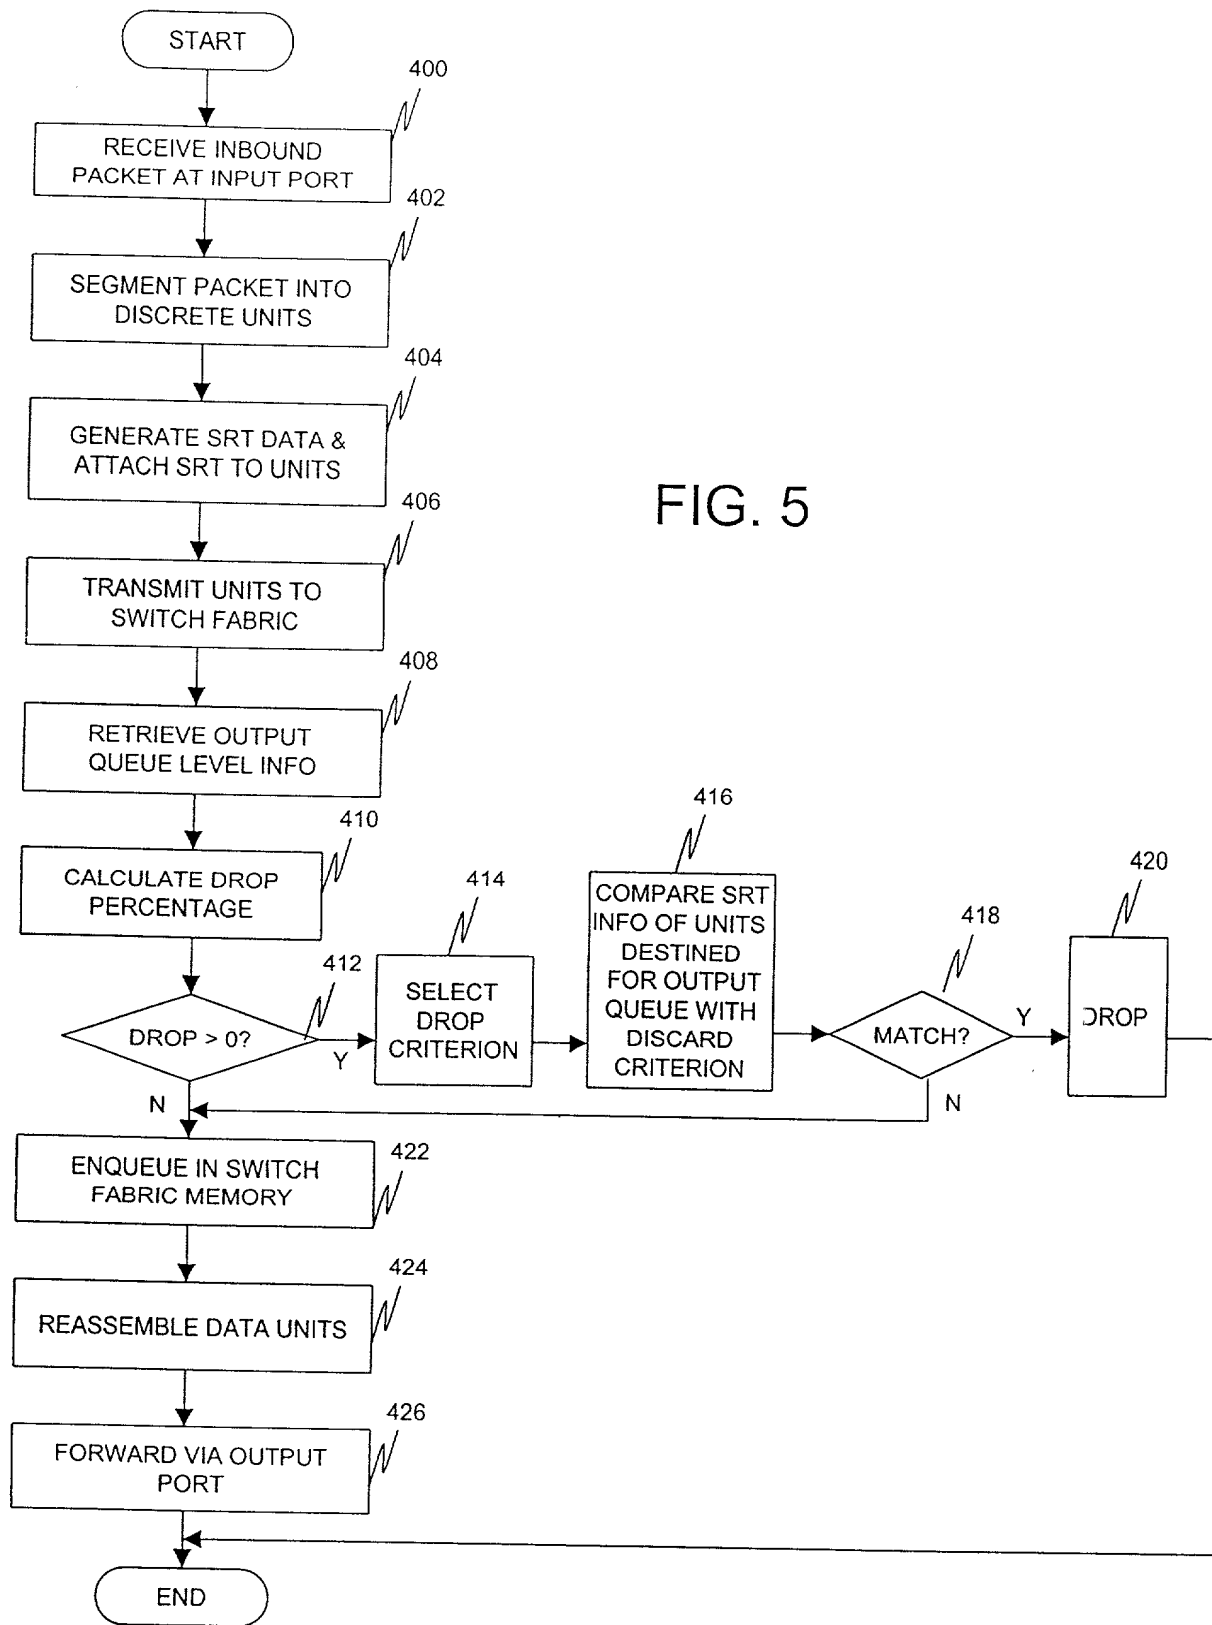 START
400
RECEIVE INBOUND
PACKET AT INPUT PORT
402
SEGMENT PACKET INTO
DISCRETE UNITS
404
GENERATE SRT DATA &
ATTACH SRT TO UNITS
FIG. 5
406
TRANSMIT UNITS TO
SWITCH FABRIC
408
RETRIEVE OUTPUT
QUEUE LEVEL INFO
410
CALCULATE DROP
PERCENTAGE
412
DROP > 0?
Y
N
414
SELECT
DROP
CRITERION
416
COMPARE SRT
INFO OF UNITS
DESTINED
FOR OUTPUT
QUEUE WITH
DISCARD
CRITERION
418
MATCH?
Y
N
420
DROP
ENQUEUE IN SWITCH
FABRIC MEMORY
422
424
REASSEMBLE DATA UNITS
426
FORWARD VIA OUTPUT
PORT
END